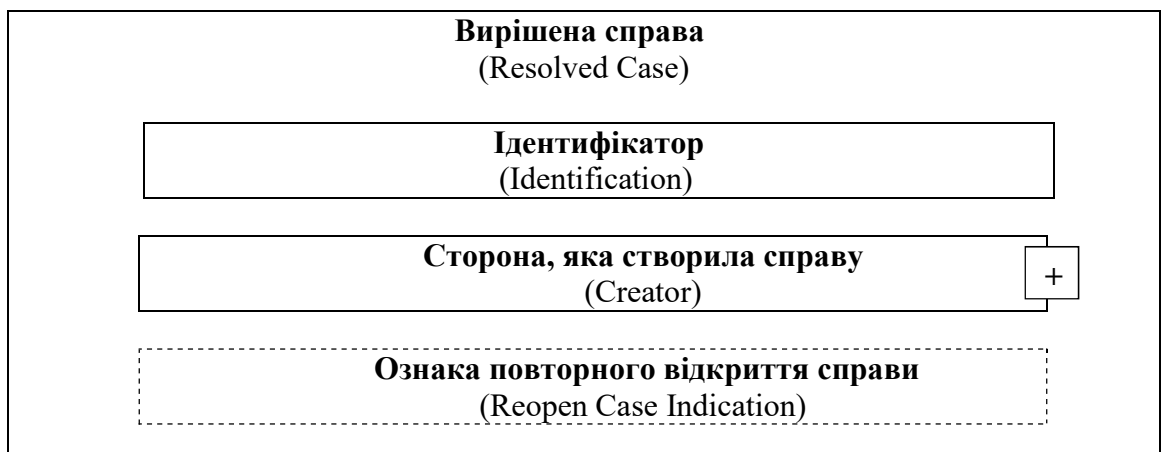 Вирішена справа
(Resolved Case)
Ідентифікатор
(Identification)
Сторона, яка створила справу
(Creator)
+
Ознака повторного відкриття справи
(Reopen Case Indication)